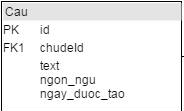 Cau
PK id
FK1 chudeId
text
ngon_ngu
ngay_duoc_tao